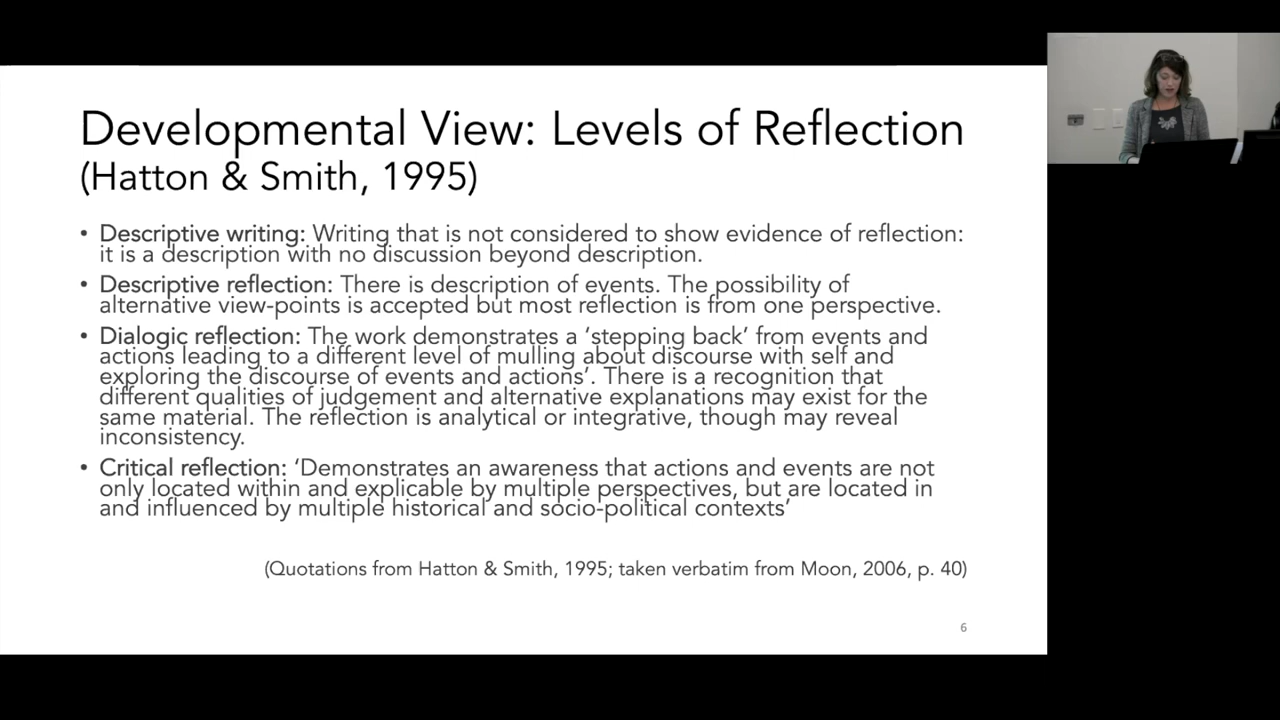 Developmental View: Levels of Reflection
(Hatton & Smith, 1995)
• Descriptive writing: Writing that is not considered to show evidence of reflection:
it is a description with no discussion beyond description.
• Descriptive reflection: There is description of events. The possibility of
alternative view-points is accepted but most reflection is from one perspective.
• Dialogic reflection: The work demonstrates a ‘stepping back’ from events and
actions leading to a different level of mulling about discourse with self and
exploring the discourse of events and actions’. There is a recognition that
different qualities of judgement and alternative explanations may exist for the
same material. The reflection is analytical or integrative, though may reveal
inconsistency.
• Critical reflection: ‘Demonstrates an awareness that actions and events are not
only located within and explicable by multiple perspectives, but are located in
and influenced by multiple historical and socio-political contexts’
(Quotations from Hatton & Smith, 1995; taken verbatim from Moon, 2006, p. 40)
6